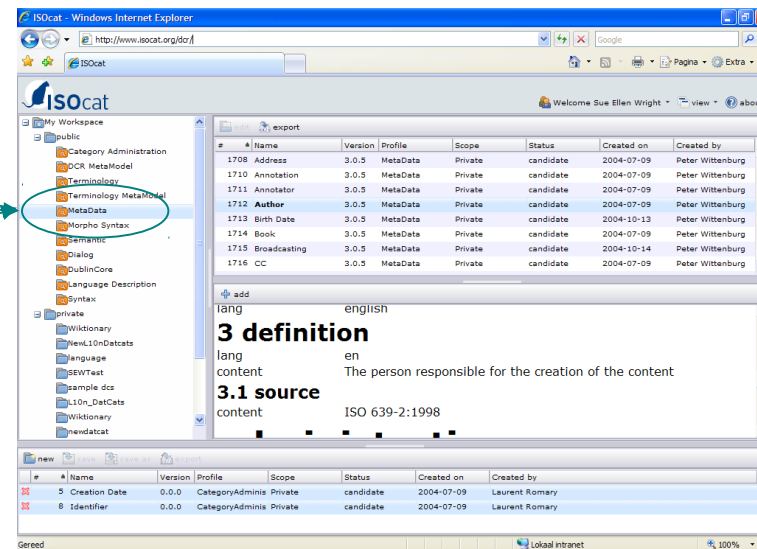 ISOcat - Windows Internet Explorer
http://www.isocat.org/dcr/
Google
ISOcat
Pagina
Extra
ISOcat
Welcome Sue Ellen Wright
view
abou
My Workspace
public
Category Administration
DCR MetaModel
Terminology
Terminology MetaModel
MetaData
Morpho Syntax
Semantic
Dialog
DublinCore
Language Description
Syntax
private
Wiktionary
NewL10nDatcats
language
SEWTest
sample dcs
L10n_DatCats
Wiktionary
newdatcat
edit export
# Name Version Profile Scope Status Created on Created by
1708 Address 3.0.5 MetaData Private candidate 2004-07-09 Peter Wittenburg
1710 Annotation 3.0.5 MetaData Private candidate 2004-07-09 Peter Wittenburg
1711 Annotator 3.0.5 MetaData Private candidate 2004-07-09 Peter Wittenburg
1712 Author 3.0.5 MetaData Private candidate 2004-07-09 Peter Wittenburg
1713 Birth Date 3.0.5 MetaData Private candidate 2004-10-13 Peter Wittenburg
1714 Book 3.0.5 MetaData Private candidate 2004-07-09 Peter Wittenburg
1715 Broadcasting 3.0.5 MetaData Private candidate 2004-10-14 Peter Wittenburg
1716 CC 3.0.5 MetaData Private candidate 2004-07-09 Peter Wittenburg
add
lang english
3 definition
lang en
content The person responsible for the creation of the content
3.1 source
content ISO 639-2:1998
new save save as export
# Name Version Profile Scope Status Created on Created by
5 Creation Date 0.0.0 CategoryAdminis Private candidate 2004-07-09 Laurent Romary
8 Identifier 0.0.0 CategoryAdminis Private candidate 2004-07-09 Laurent Romary
Gereed
Lokaal intranet
100%